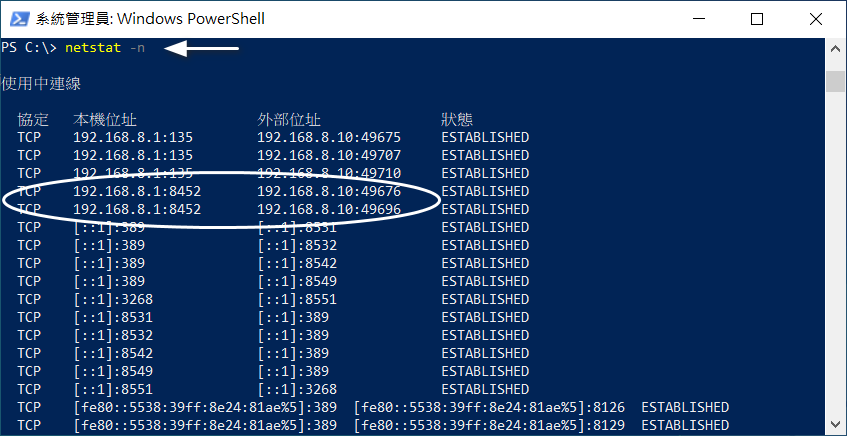 系統管理員: Windows PowerShell
PS C:\> netstat -n
使用中連線
協定 本機位址 外部位址 狀態
TCP 192.168.8.1:135 192.168.8.10:49675 ESTABLISHED
TCP 192.168.8.1:135 192.168.8.10:49707 ESTABLISHED
TCP 192.168.8.1:135 192.168.8.10:49710 ESTABLISHED
TCP 192.168.8.1:8452 192.168.8.10:49676 ESTABLISHED
TCP 192.168.8.1:8452 192.168.8.10:49696 ESTABLISHED
TCP [::1]:389 [::1]:8531 ESTABLISHED
TCP [::1]:389 [::1]:8532 ESTABLISHED
TCP [::1]:389 [::1]:8542 ESTABLISHED
TCP [::1]:389 [::1]:8549 ESTABLISHED
TCP [::1]:3268 [::1]:8551 ESTABLISHED
TCP [::1]:8531 [::1]:389 ESTABLISHED
TCP [::1]:8532 [::1]:389 ESTABLISHED
TCP [::1]:8542 [::1]:389 ESTABLISHED
TCP [::1]:8549 [::1]:389 ESTABLISHED
TCP [::1]:8551 [::1]:3268 ESTABLISHED
TCP [fe80::5538:39ff:8e24:81ae%5]:389 [fe80::5538:39ff:8e24:81ae%5]:8126 ESTABLISHED
TCP [fe80::5538:39ff:8e24:81ae%5]:389 [fe80::5538:39ff:8e24:81ae%5]:8129 ESTABLISHED